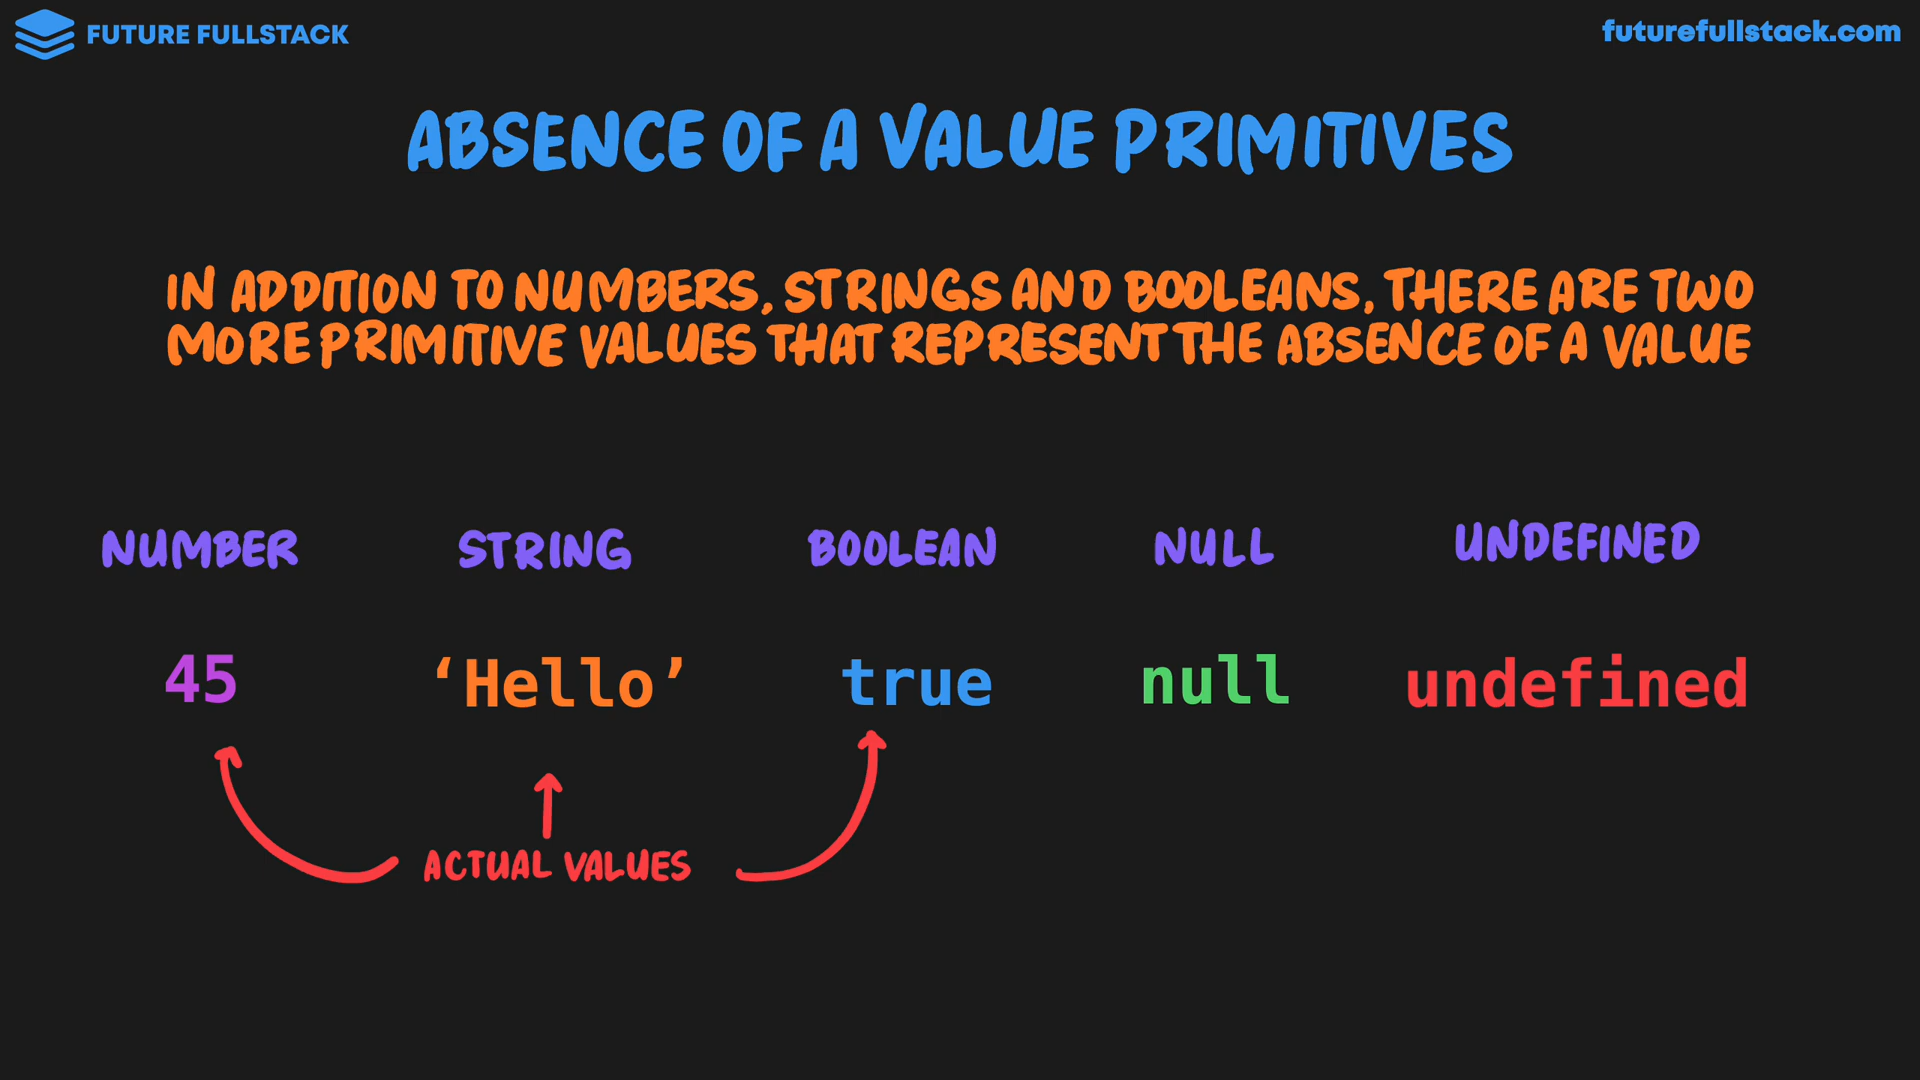 FUTURE FULLSTACK
futurefullstack.com
ABSENCE OF A VALUE PRIMITIVES
IN ADDITION TO NUMBERS, STRINGS AND BOOLEANS, THERE ARE TWO
MORE PRIMITIVE VALUES THAT REPRESENT THE ABSENCE OF A VALUE
NUMBER STRING BOOLEAN NULL UNDEFINED
45 ‘Hello’ true null undefined
ACTUAL VALUES